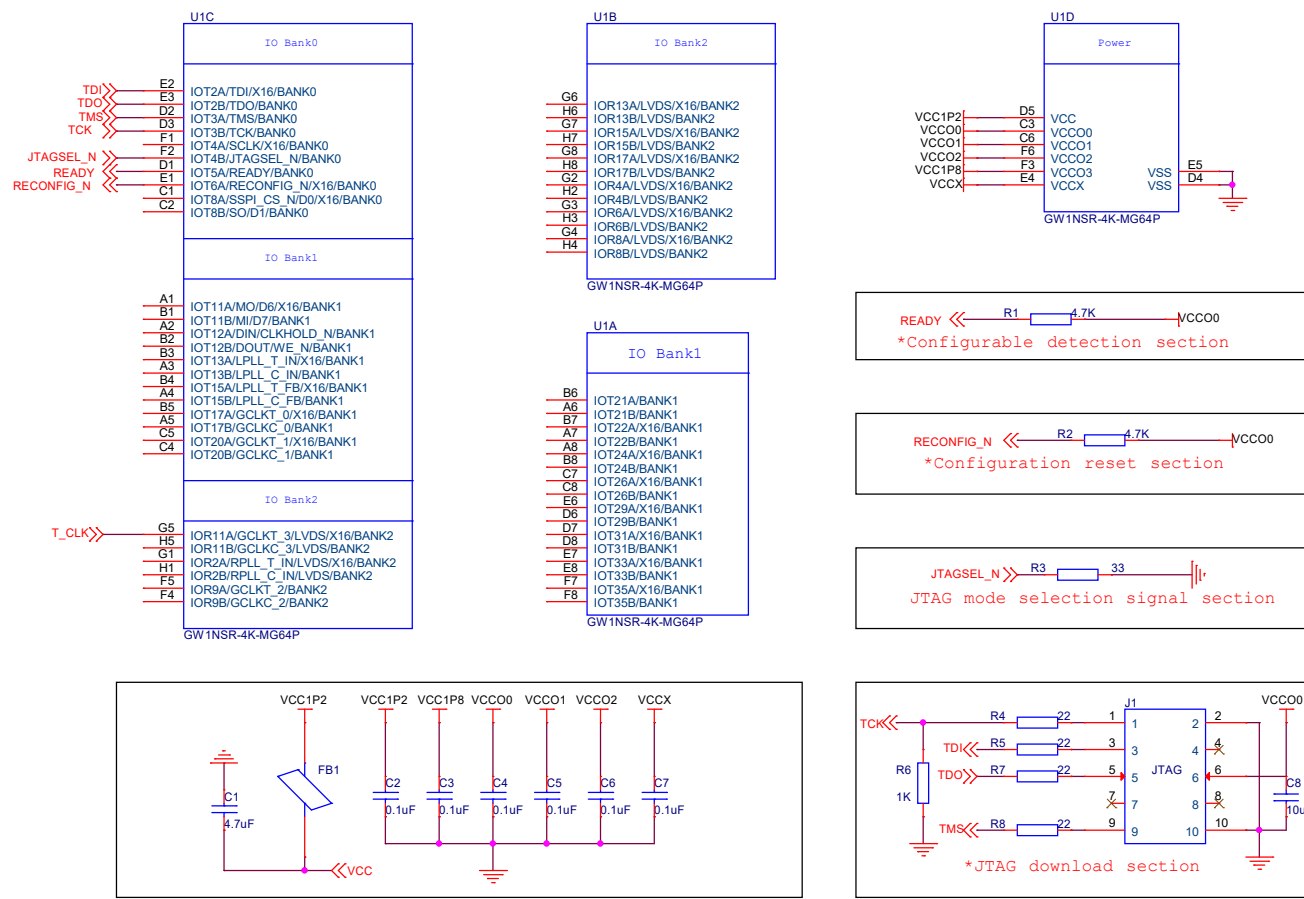 U1C
IO Bank0
TDI E2 IOT2A/TDI/X16/BANK0
TDO E3 IOT2B/TDO/BANK0
TMS D2 IOT3A/TMS/BANK0
TCK D3 IOT3B/TCK/BANK0
F1 IOT4A/SCLK/X16/BANK0
JTAGSEL_N F2 IOT4B/JTAGSEL_N/BANK0
READY D1 IOT5A/READY/BANK0
RECONFIG_N E1 IOT6A/RECONFIG_N/X16/BANK0
C1 IOT8A/SSPI_CS_N/D0/X16/BANK0
C2 IOT8B/SO/D1/BANK0
IO Bank1
A1 IOT11A/MO/D6/X16/BANK1
B1 IOT11B/MI/D7/BANK1
A2 IOT12A/DIN/CLKHOLD_N/BANK1
B2 IOT12B/DOUT/WE_N/BANK1
B3 IOT13A/LPLL_T_IN/X16/BANK1
A3 IOT13B/LPLL_C_IN/BANK1
B4 IOT15A/LPLL_T_FB/X16/BANK1
A4 IOT15B/LPLL_C_FB/BANK1
B5 IOT17A/GCLKT_0/X16/BANK1
A5 IOT17B/GCLKC_0/BANK1
C5 IOT20A/GCLKT_1/X16/BANK1
C4 IOT20B/GCLKC_1/BANK1
IO Bank2
T_CLK G5 IOR11A/GCLKT_3/LVDS/X16/BANK2
H5 IOR11B/GCLKC_3/LVDS/BANK2
G1 IOR2A/RPLL_T_IN/LVDS/X16/BANK2
H1 IOR2B/RPLL_C_IN/LVDS/BANK2
F5 IOR9A/GCLKT_2/BANK2
F4 IOR9B/GCLKC_2/BANK2
GW1NSR-4K-MG64P
U1B
IO Bank2
G6 IOR13A/LVDS/X16/BANK2
H6 IOR13B/LVDS/BANK2
G7 IOR15A/LVDS/X16/BANK2
H7 IOR15B/LVDS/BANK2
G8 IOR17A/LVDS/X16/BANK2
H8 IOR17B/LVDS/BANK2
G2 IOR4A/LVDS/X16/BANK2
H2 IOR4B/LVDS/BANK2
G3 IOR6A/LVDS/X16/BANK2
H3 IOR6B/LVDS/BANK2
G4 IOR8A/LVDS/X16/BANK2
H4 IOR8B/LVDS/BANK2
GW1NSR-4K-MG64P
U1A
IO Bank1
B6 IOT21A/BANK1
A6 IOT21B/BANK1
B7 IOT22A/X16/BANK1
A7 IOT22B/BANK1
A8 IOT24A/X16/BANK1
B8 IOT24B/BANK1
C7 IOT26A/X16/BANK1
C8 IOT26B/BANK1
E6 IOT29A/X16/BANK1
D6 IOT29B/BANK1
D7 IOT31A/X16/BANK1
D8 IOT31B/BANK1
E7 IOT33A/X16/BANK1
E8 IOT33B/BANK1
F7 IOT35A/X16/BANK1
F8 IOT35B/BANK1
GW1NSR-4K-MG64P
U1D
Power
VCC1P2 D5 VCC
VCCO0 C3 VCCO0
VCCO1 C6 VCCO1
VCCO2 F6 VCCO2
VCC1P8 F3 VCCO3 VSS E5
VCCX E4 VCCX VSS D4
GW1NSR-4K-MG64P
READY R1 4.7K VCCO0
*Configurable detection section
RECONFIG_N R2 4.7K VCCO0
*Configuration reset section
JTAGSEL_N R3 33
JTAG mode selection signal section
VCC1P2 VCC1P2 VCC1P8 VCCO0 VCCO1 VCCO2 VCCX
FB1
C1 C2 C3 C4 C5 C6 C7
4.7uF 0.1uF 0.1uF 0.1uF 0.1uF 0.1uF 0.1uF
VCC
J1 VCCO0
TCK R4 22 1 1 2 2
TDI R5 22 3 3 4 4
TDO R7 22 5 5 JTAG 6 6
R6 1K
C8
7 7 8 8
TMS R8 22 9 9 10 10
*JTAG download section